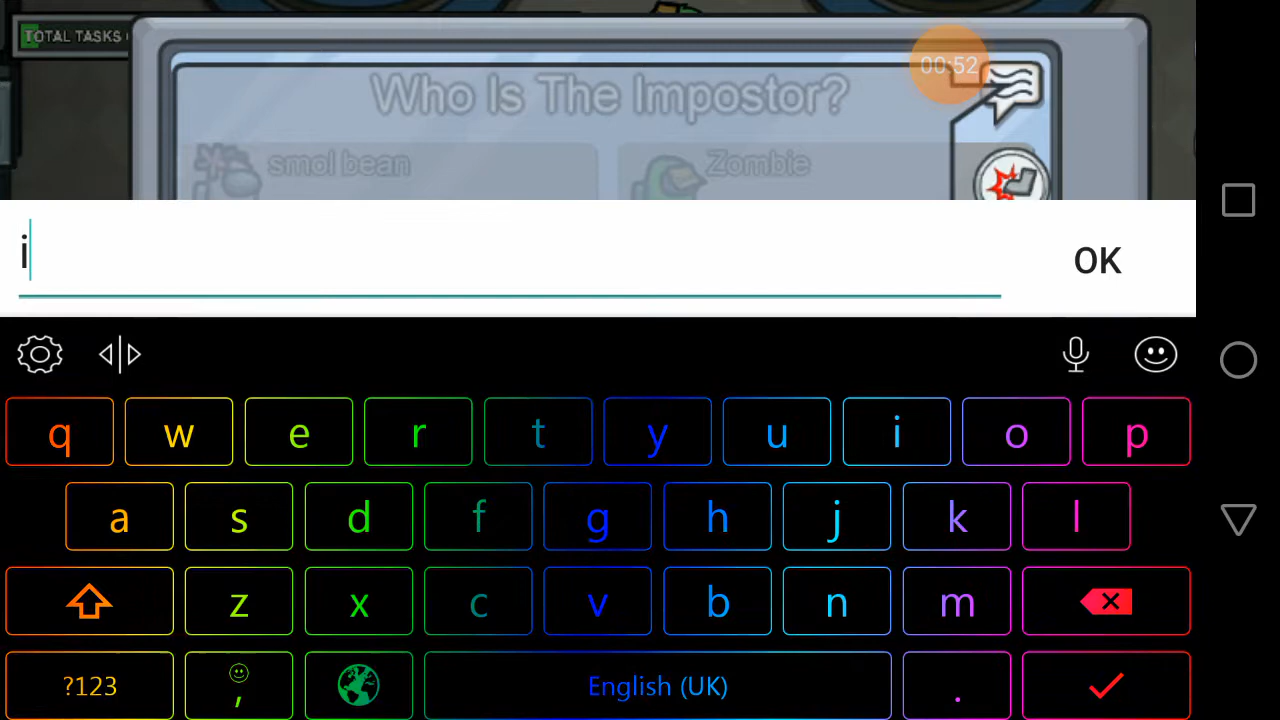 TOTAL TASKS
00:52
Who Is The Impostor?
smol bean
Zombie
i
OK
q w e r t y u i o p
a s d f g h j k l
z x c v b n m
?123 , English (UK) .